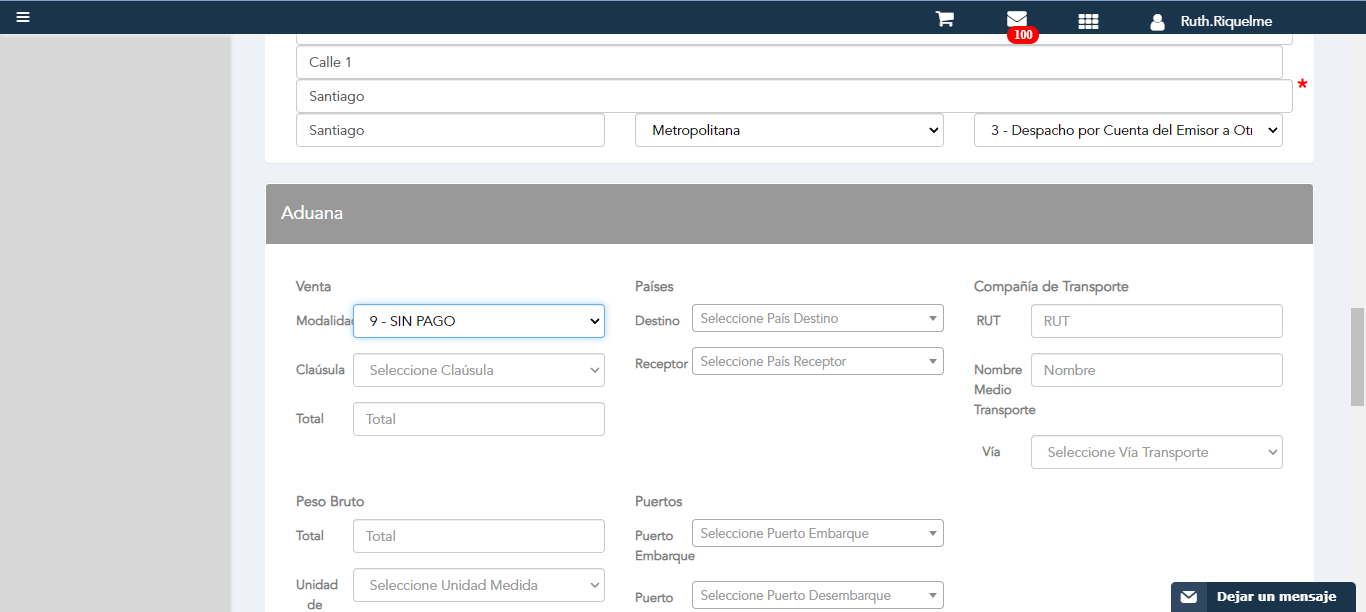 Ruth.Riquelme
100
Calle 1
Santiago
*
Santiago
Metropolitana
3 - Despacho por Cuenta del Emisor a Otr
Aduana
Venta
Modalidad
9 - SIN PAGO
Claúsula
Seleccione Claúsula
Total
Total
Países
Destino
Seleccione País Destino
Receptor
Seleccione País Receptor
Compañía de Transporte
RUT
RUT
Nombre
Medio
Transporte
Nombre
Vía
Seleccione Vía Transporte
Peso Bruto
Total
Total
Unidad
de
Seleccione Unidad Medida
Puertos
Puerto
Embarque
Seleccione Puerto Embarque
Puerto
Seleccione Puerto Desembarque
Dejar un mensaje